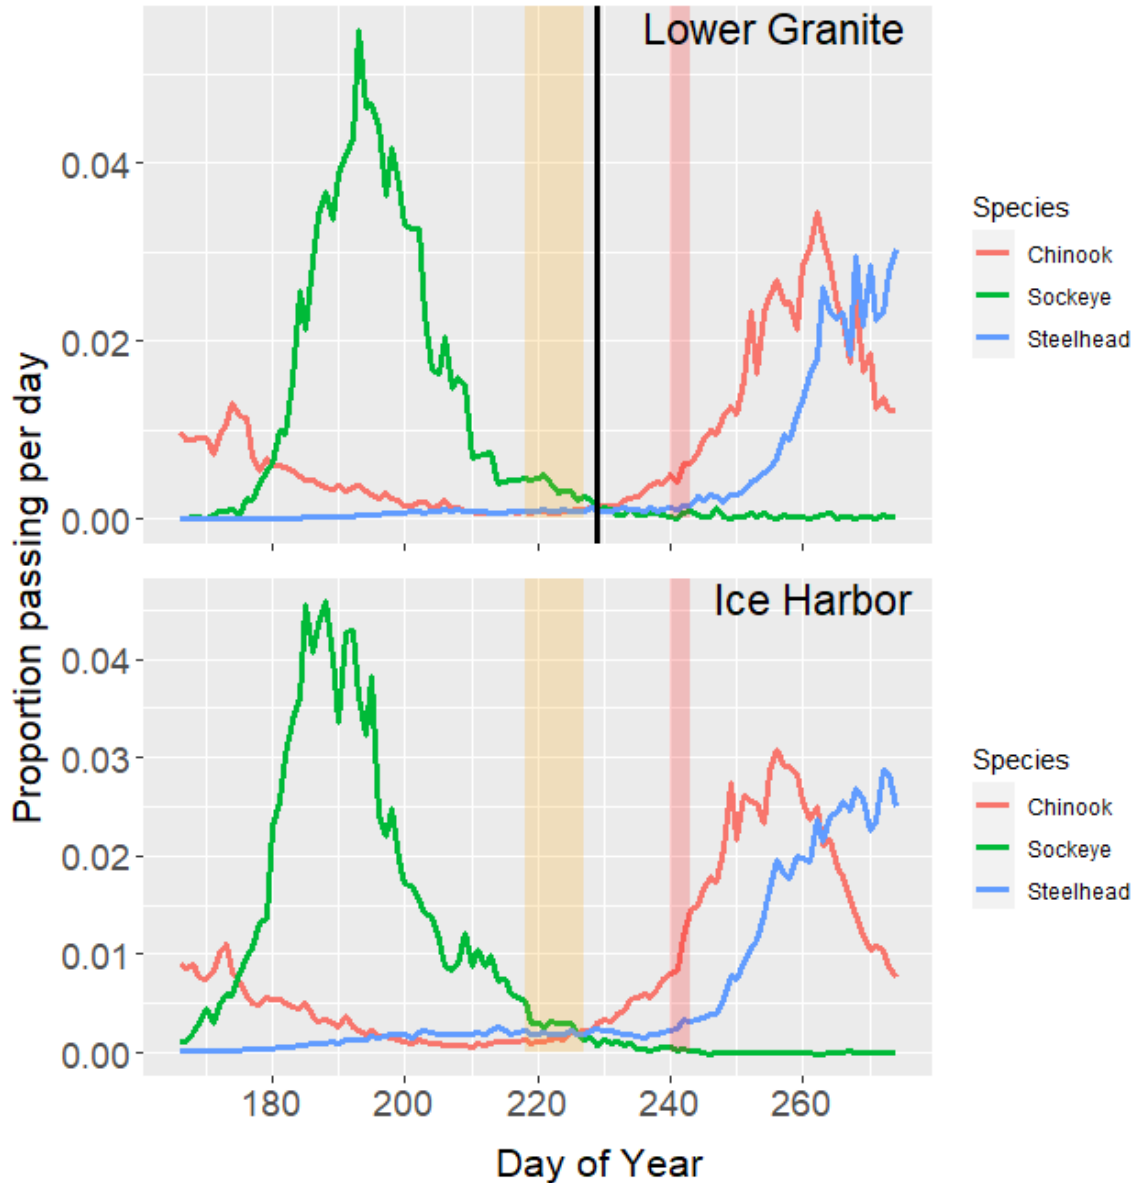 Lower Granite
0.04
0.02
0.00
Species
Chinook
Sockeye
Steelhead
Ice Harbor
0.04
0.03
0.02
0.01
0.00
Species
Chinook
Sockeye
Steelhead
180 200 220 240 260
Day of Year
Proportion passing per day